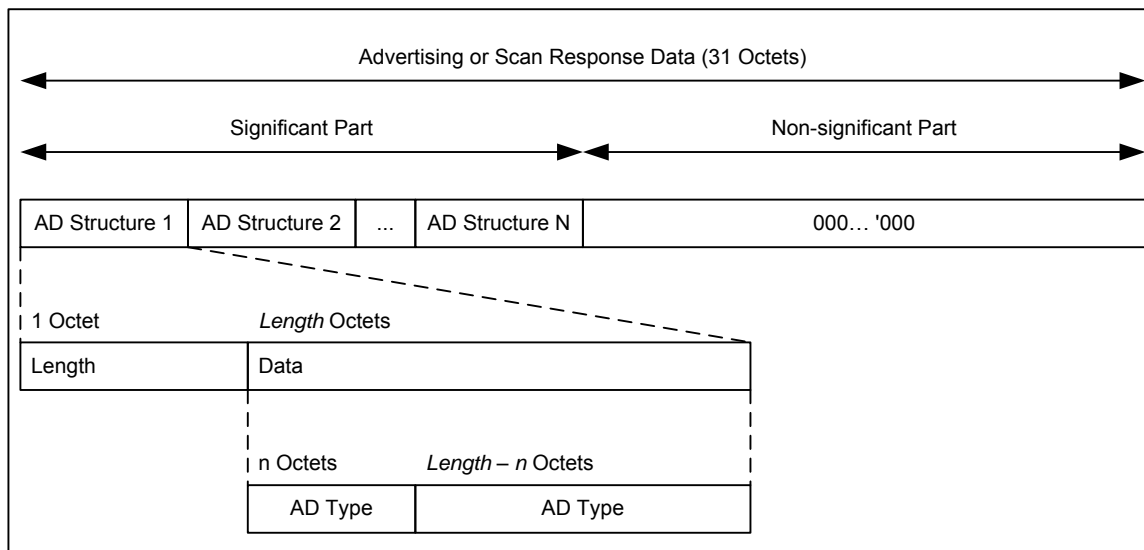 Advertising or Scan Response Data (31 Octets)
Significant Part Non-significant Part
AD Structure 1 AD Structure 2 ... AD Structure N 000… '000
1 Octet Length Octets
Length Data
n Octets Length – n Octets
AD Type AD Type